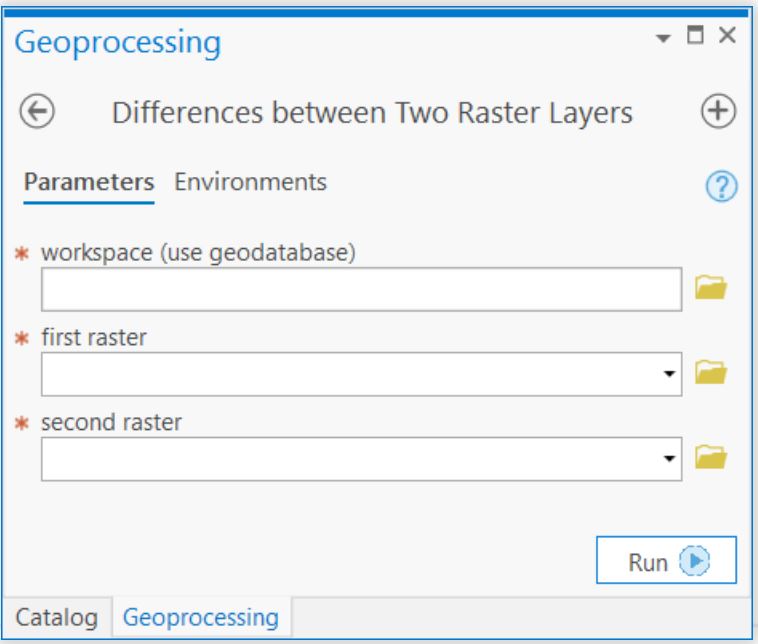 Geoprocessing
Differences between Two Raster Layers
Parameters Environments
* workspace (use geodatabase)
* first raster
* second raster
Run
Catalog Geoprocessing